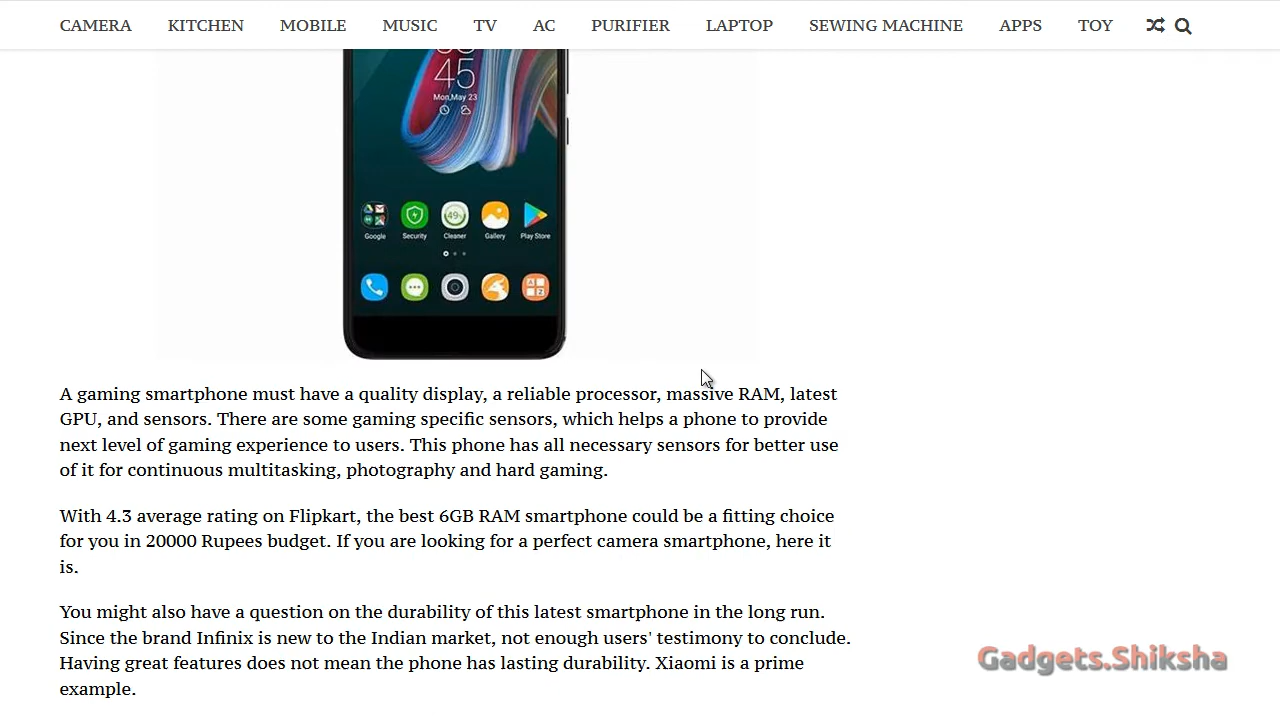 CAMERA KITCHEN MOBILE MUSIC TV AC PURIFIER LAPTOP SEWING MACHINE APPS TOY
45
Mon,May 23
49%
Google Security Cleaner Gallery Play Store
A gaming smartphone must have a quality display, a reliable processor, massive RAM, latest
GPU, and sensors. There are some gaming specific sensors, which helps a phone to provide
next level of gaming experience to users. This phone has all necessary sensors for better use
of it for continuous multitasking, photography and hard gaming.
With 4.3 average rating on Flipkart, the best 6GB RAM smartphone could be a fitting choice
for you in 20000 Rupees budget. If you are looking for a perfect camera smartphone, here it
is.
You might also have a question on the durability of this latest smartphone in the long run.
Since the brand Infinix is new to the Indian market, not enough users' testimony to conclude.
Having great features does not mean the phone has lasting durability. Xiaomi is a prime
example.
Gadgets.Shiksha